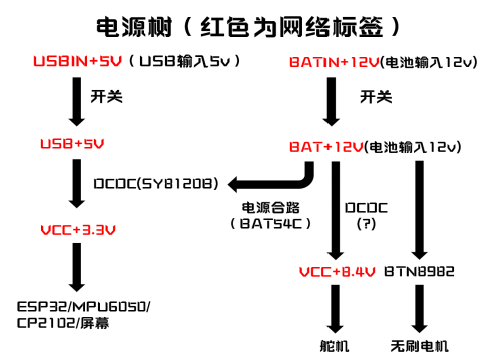 电源树（红色为网络标签）
USBIN+5V（USB输入5v）
BATIN+12V(电池输入12v)
开关
开关
USB+5V
BAT+12V(电池输入12v)
DCDC(SY8120B)
电源合路
（BAT54C）
DCDC
(?)
VCC+3.3V
VCC+8.4V
BTN8982
ESP32/MPU6050/
CP2102/屏幕
舵机
无刷电机